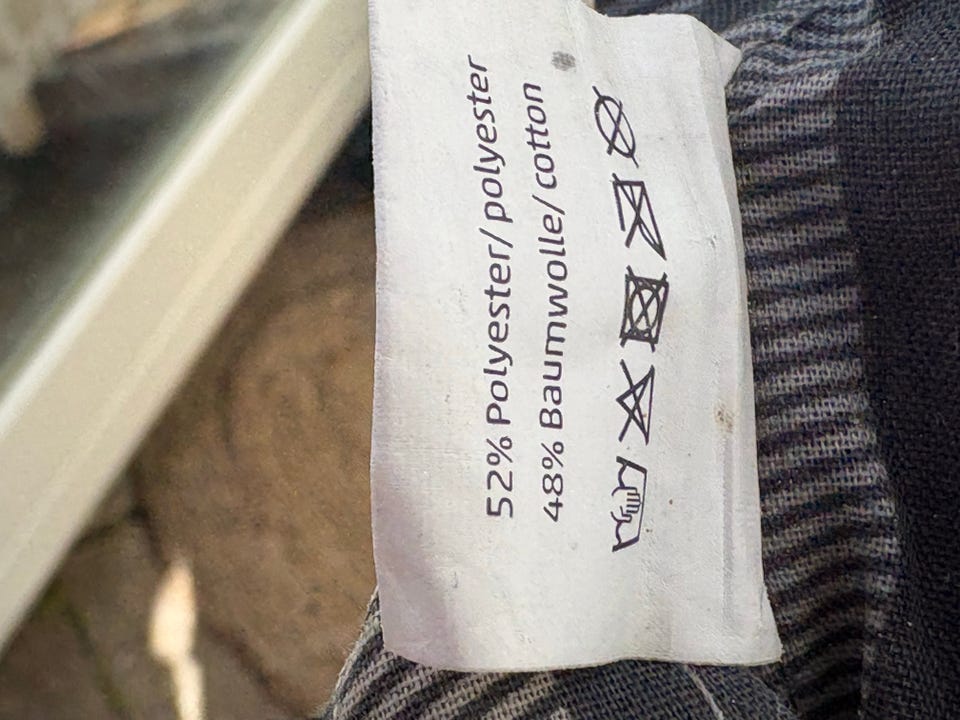 52% Polyester/ polyester
48% Baumwolle/ cotton